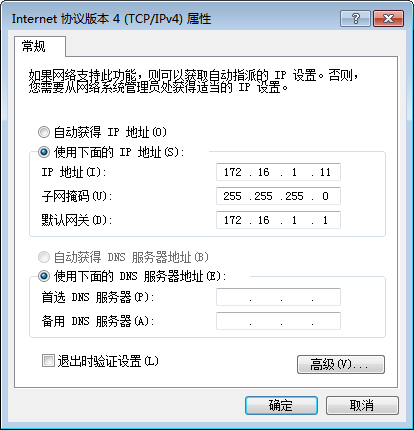 Internet 协议版本 4 (TCP/IPv4) 属性
常规
如果网络支持此功能，则可以获取自动指派的 IP 设置。否则，
您需要从网络系统管理员处获得适当的 IP 设置。
自动获得 IP 地址(O)
使用下面的 IP 地址(S):
IP 地址(I): 172 . 16 . 1 . 11
子网掩码(U): 255 . 255 . 255 . 0
默认网关(D): 172 . 16 . 1 . 1
自动获得 DNS 服务器地址(B)
使用下面的 DNS 服务器地址(E):
首选 DNS 服务器(P): . . .
备用 DNS 服务器(A): . . .
退出时验证设置(L)
高级(V)...
确定 取消